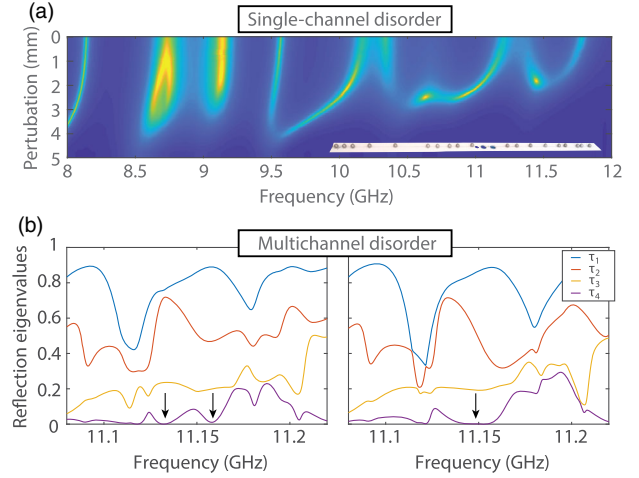 (a)
Single-channel disorder
Pertubation (mm)
0
1
2
3
4
5
8 8.5 9 9.5 10 10.5 11 11.5 12
Frequency (GHz)
(b)
Multichannel disorder
Reflection eigenvalues
1
0.8
0.6
0.4
0.2
0
τ1
τ2
τ3
τ4
11.1 11.15 11.2 11.1 11.15 11.2
Frequency (GHz) Frequency (GHz)